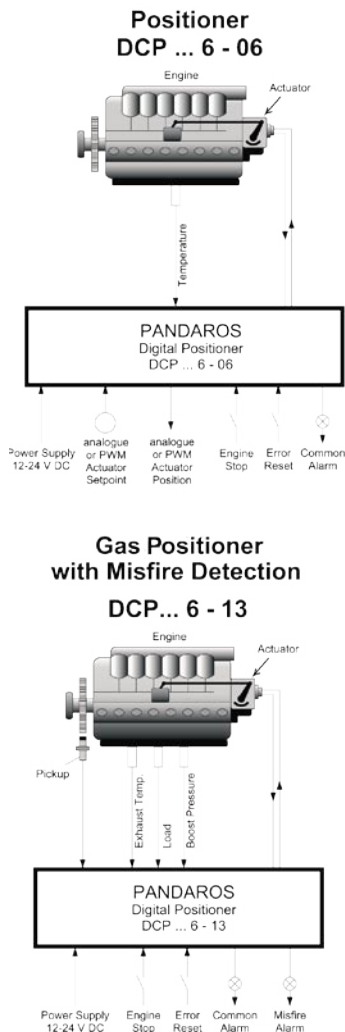 Positioner
DCP ... 6 - 06
Engine
Actuator
Temperature
PANDAROS
Digital Positioner
DCP ... 6 - 06
Power Supply
12-24 V DC
analogue
or PWM
Actuator
Setpoint
analogue
or PWM
Actuator
Position
Engine
Stop
Error
Reset
Common
Alarm
Gas Positioner
with Misfire Detection
DCP... 6 - 13
Engine
Actuator
Pickup
Exhaust Temp.
Load
Boost Pressure
PANDAROS
Digital Positioner
DCP ... 6 - 13
Power Supply
12-24 V DC
Engine
Stop
Error
Reset
Common
Alarm
Misfire
Alarm